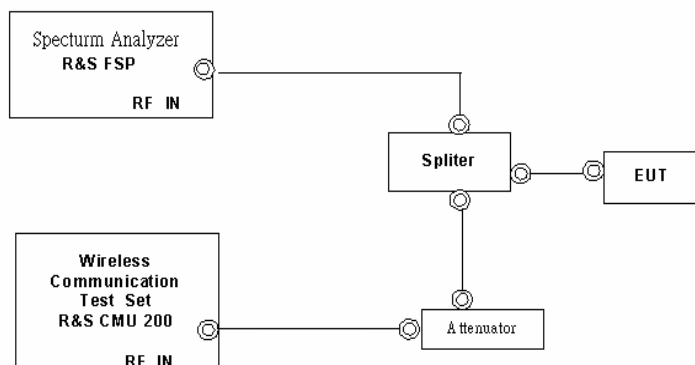 Specturm Analyzer
R&S FSP
RF IN
Spliter
EUT
Wireless
Communication
Test Set
R&S CMU 200
RF IN
Attenuator